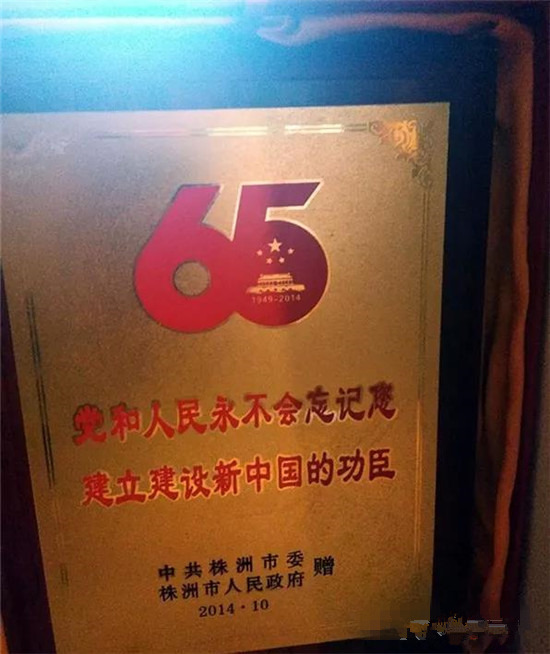 65
1949-2014
党和人民永不会忘记您
建立建设新中国的功臣
中共株洲市委
株洲市人民政府 赠
2014·10